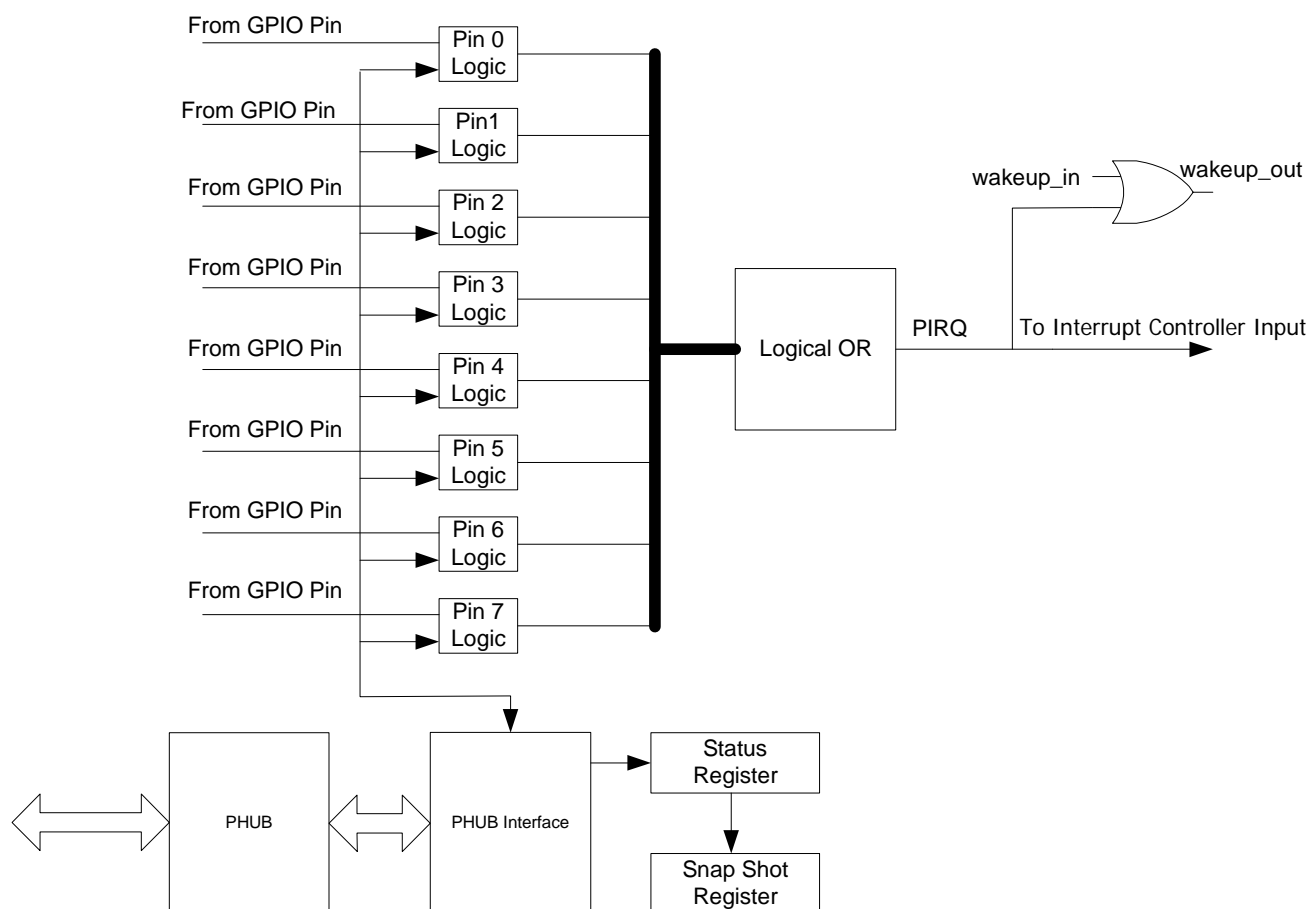 From GPIO Pin
Pin 0
Logic
From GPIO Pin
Pin1
Logic
wakeup_in
wakeup_out
From GPIO Pin
Pin 2
Logic
From GPIO Pin
Pin 3
Logic
PIRQ
To Interrupt Controller Input
Logical OR
From GPIO Pin
Pin 4
Logic
From GPIO Pin
Pin 5
Logic
From GPIO Pin
Pin 6
Logic
From GPIO Pin
Pin 7
Logic
Status
Register
PHUB
PHUB Interface
Snap Shot
Register